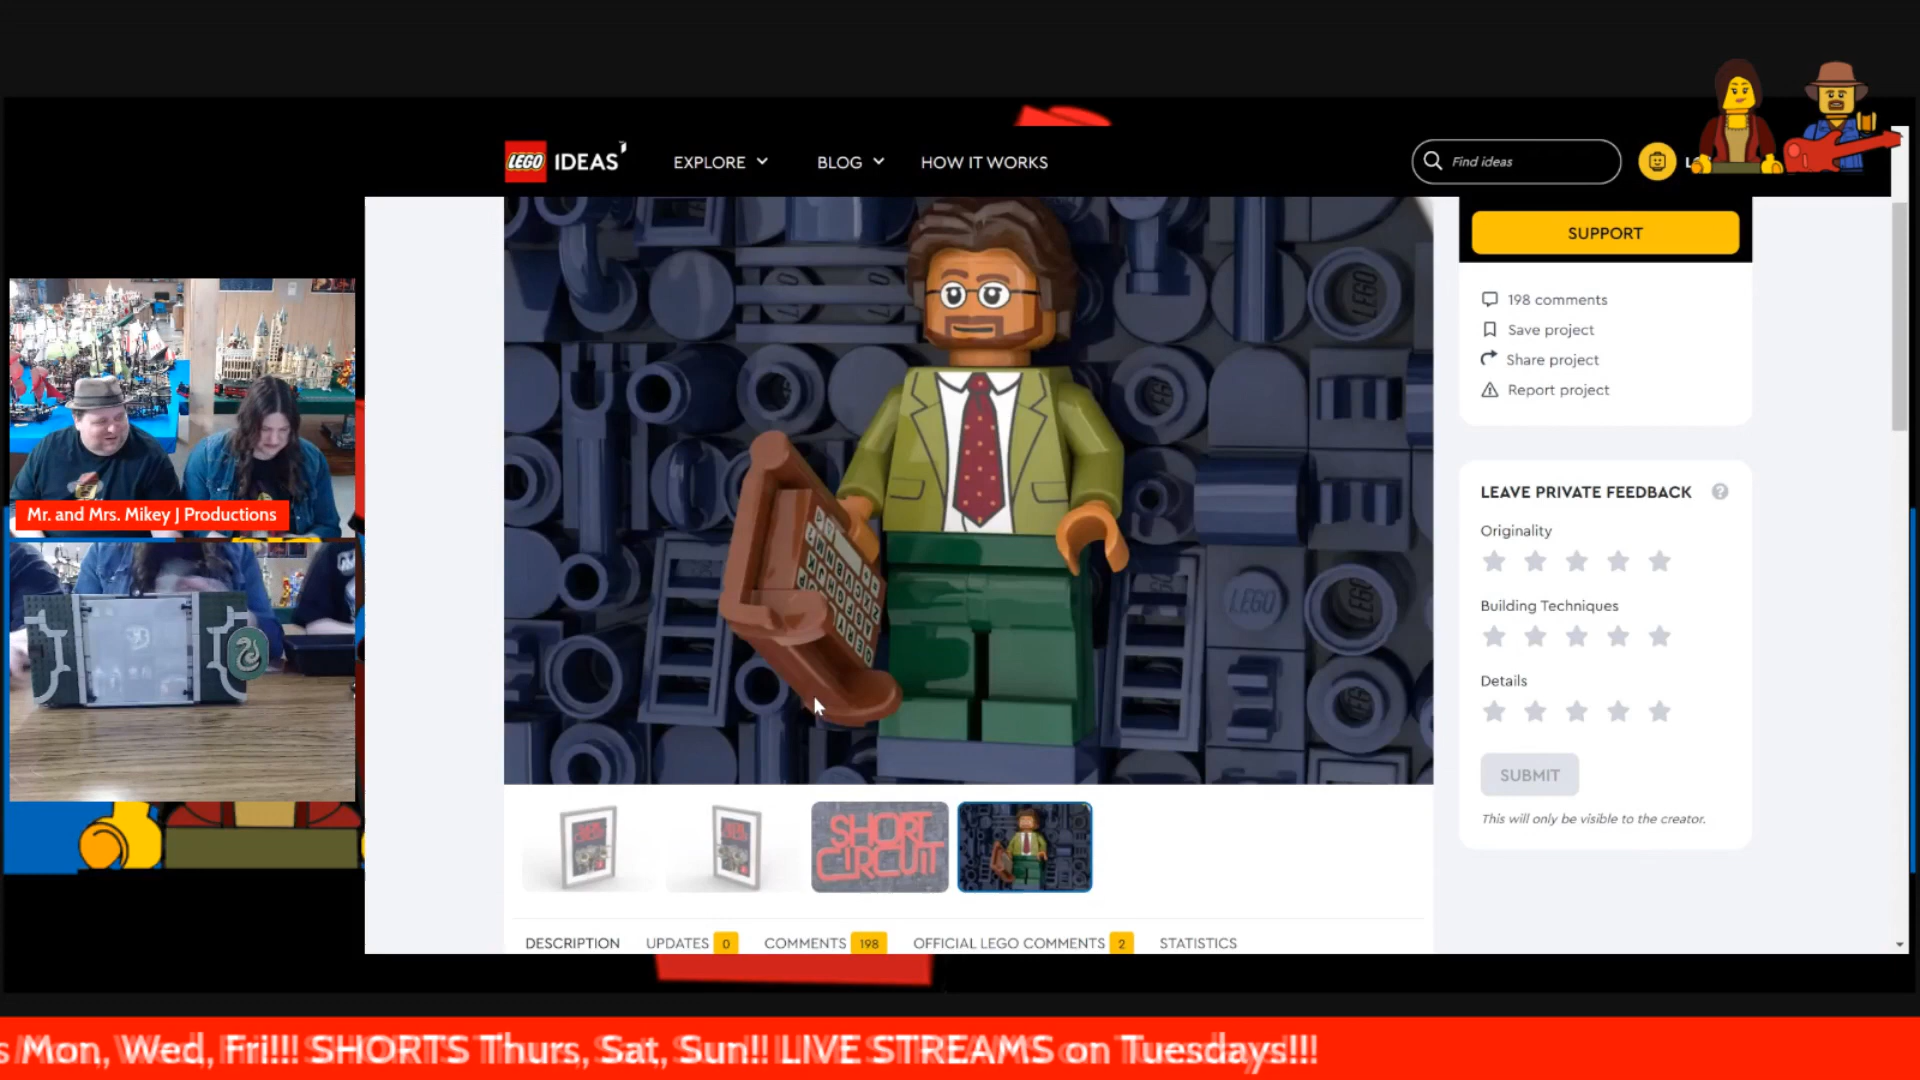 LEGO IDEAS
EXPLORE
BLOG
HOW IT WORKS
Find ideas
SUPPORT
198 comments
Save project
Share project
Report project
LEAVE PRIVATE FEEDBACK ?
Originality
Building Techniques
Details
SUBMIT
This will only be visible to the creator.
Mr. and Mrs. Mikey J Productions
LEGO
SHORT
CIRCUIT
DESCRIPTION
UPDATES 0
COMMENTS 198
OFFICIAL LEGO COMMENTS 2
STATISTICS
s Mon, Wed, Fri!!! SHORTS Thurs, Sat, Sun!! LIVE STREAMS on Tuesdays!!!